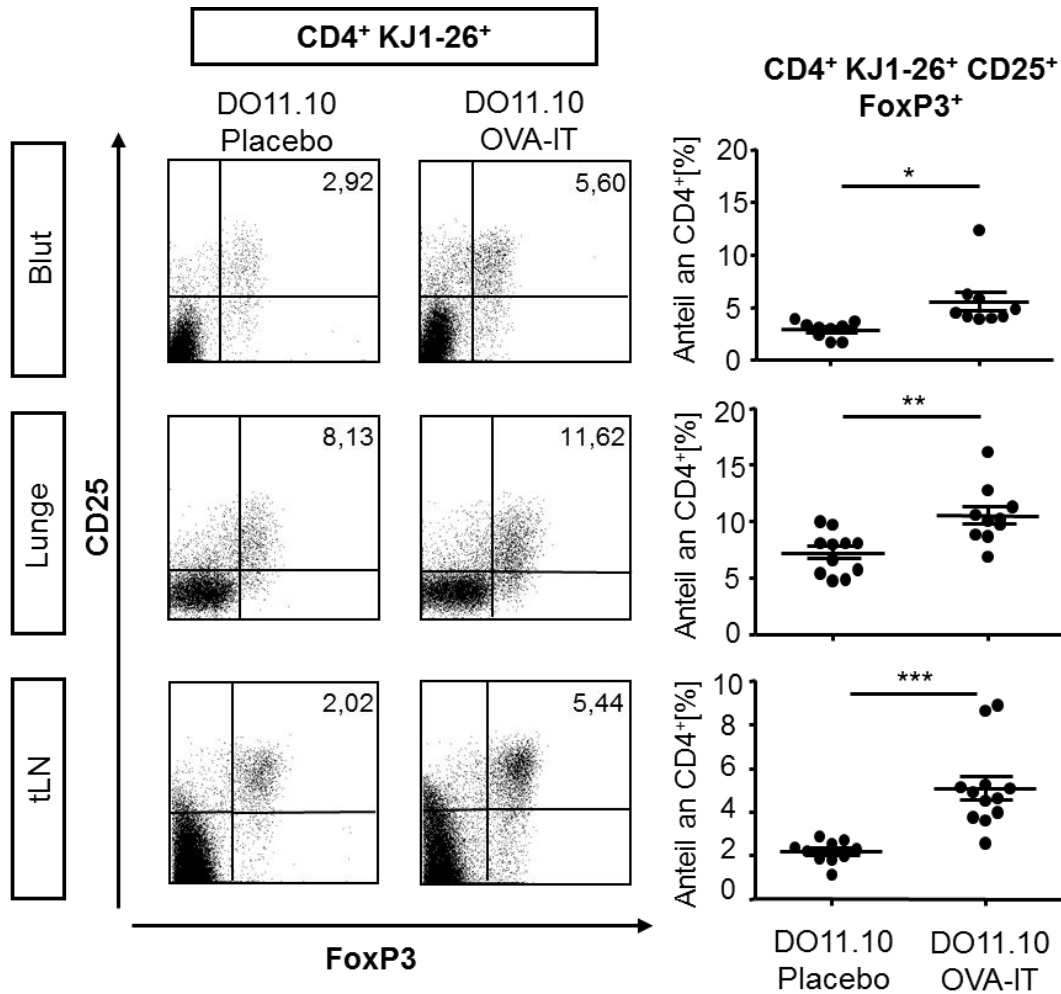 CD4⁺ KJ1-26⁺
DO11.10
Placebo
DO11.10
OVA-IT
CD4⁺ KJ1-26⁺ CD25⁺
FoxP3⁺
Blut
2,92
5,60
Anteil an CD4⁺[%]
20
15
10
5
0
*
Lunge
CD25
8,13
11,62
Anteil an CD4⁺[%]
20
15
10
5
0
**
tLN
2,02
5,44
Anteil an CD4⁺[%]
10
8
6
4
2
0
***
FoxP3
DO11.10
Placebo
DO11.10
OVA-IT